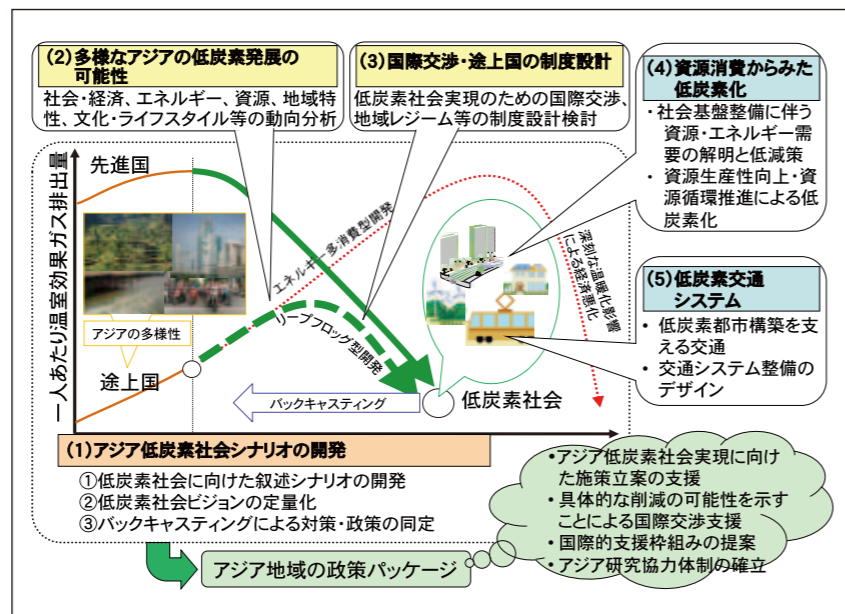 (2)多様なアジアの低炭素発展の
可能性
社会・経済、エネルギー、資源、地域特
性、文化・ライフスタイル等の動向分析
(3)国際交渉・途上国の制度設計
低炭素社会実現のための国際交渉、
地域レジーム等の制度設計検討
(4)資源消費からみた
低炭素化
・社会基盤整備に伴う
資源・エネルギー需
要の解明と低減策
・資源生産性向上・資
源循環推進による低
炭素化
(5)低炭素交通
システム
・低炭素都市構築を支
える交通
・交通システム整備の
デザイン
一人あたり温室効果ガス排出量
先進国
アジアの多様性
途上国
エネルギー多消費型開発
リープフロッグ型開発
深刻な温暖化影響
による経済悪化
バックキャスティング
低炭素社会
(1)アジア低炭素社会シナリオの開発
①低炭素社会に向けた叙述シナリオの開発
②低炭素社会ビジョンの定量化
③バックキャスティングによる対策・政策の同定
アジア地域の政策パッケージ
・アジア低炭素社会実現に向け
た施策立案の支援
・具体的な削減の可能性を示す
ことによる国際交渉支援
・国際的支援枠組みの提案
・アジア研究協力体制の確立